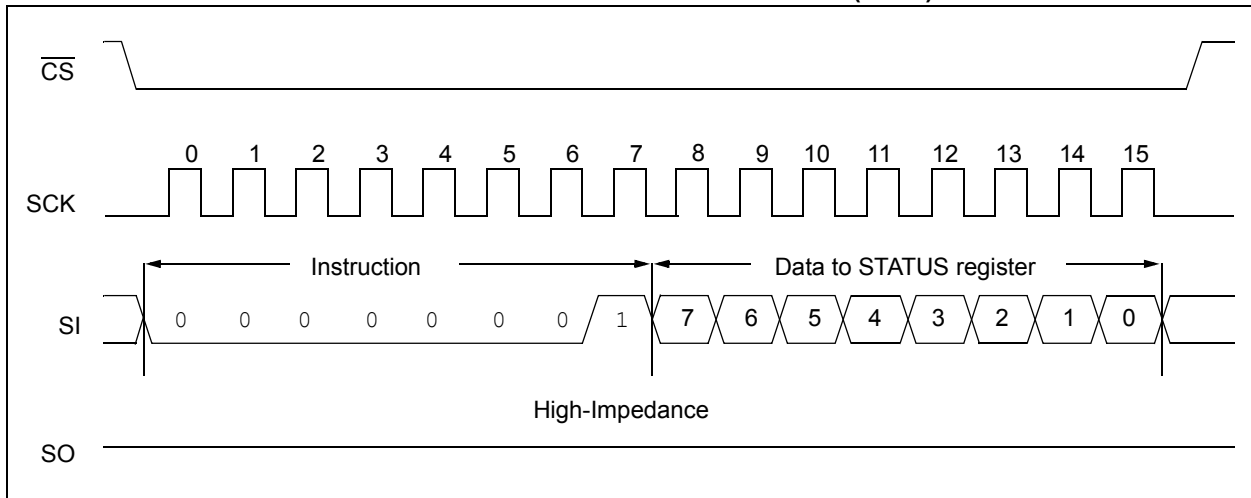 CS
0 1 2 3 4 5 6 7 8 9 10 11 12 13 14 15
SCK
Instruction Data to STATUS register
SI 0 0 0 0 0 0 0 1 7 6 5 4 3 2 1 0
High-Impedance
SO